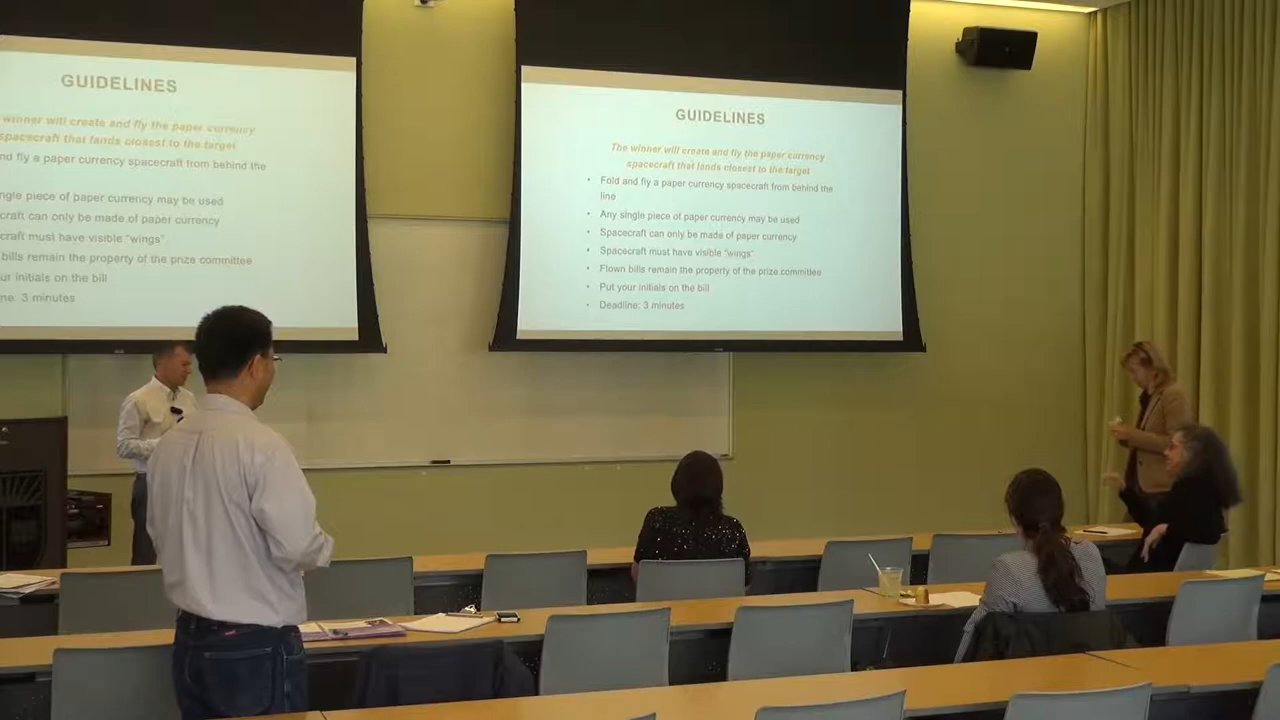 GUIDELINES
winner will create and fly the paper currency
spacecraft that lands closest to the target
nd fly a paper currency spacecraft from behind the
ngle piece of paper currency may be used
craft can only be made of paper currency
craft must have visible "wings"
bills remain the property of the prize committee
ur initials on the bill
ne: 3 minutes
GUIDELINES
The winner will create and fly the paper currency
spacecraft that lands closest to the target
• Fold and fly a paper currency spacecraft from behind the
line
• Any single piece of paper currency may be used
• Spacecraft can only be made of paper currency
• Spacecraft must have visible "wings"
• Flown bills remain the property of the prize committee
• Put your initials on the bill
• Deadline: 3 minutes